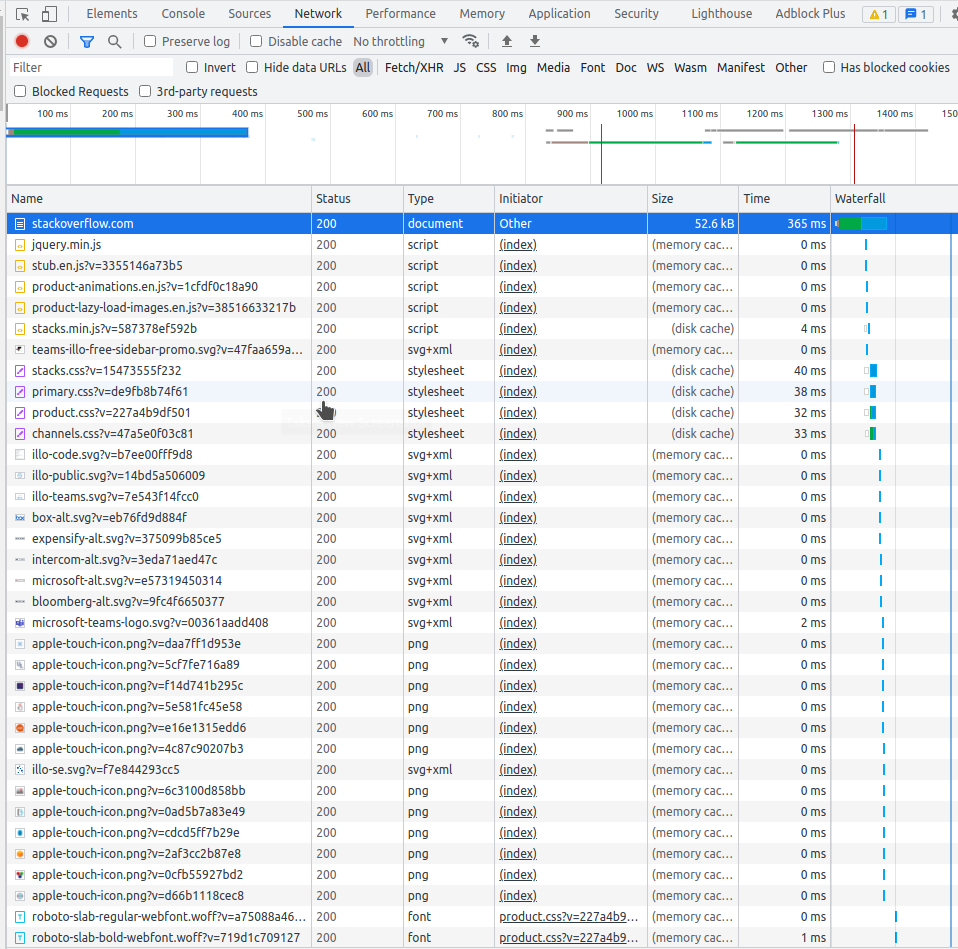 Elements Console Sources Network Performance Memory Application Security Lighthouse Adblock Plus 1 1
Preserve log Disable cache No throttling
Filter Invert Hide data URLs All Fetch/XHR JS CSS Img Media Font Doc WS Wasm Manifest Other Has blocked cookies
Blocked Requests 3rd-party requests
100 ms 200 ms 300 ms 400 ms 500 ms 600 ms 700 ms 800 ms 900 ms 1000 ms 1100 ms 1200 ms 1300 ms 1400 ms 150
Name Status Type Initiator Size Time Waterfall
stackoverflow.com 200 document Other 52.6 kB 365 ms
jquery.min.js 200 script (index) (memory cac... 0 ms
stub.en.js?v=3355146a73b5 200 script (index) (memory cac... 0 ms
product-animations.en.js?v=1cfdf0c18a90 200 script (index) (memory cac... 0 ms
product-lazy-load-images.en.js?v=38516633217b 200 script (index) (memory cac... 0 ms
stacks.min.js?v=587378ef592b 200 script (index) (disk cache) 4 ms
teams-illo-free-sidebar-promo.svg?v=47faa659a... 200 svg+xml (index) (memory cac... 0 ms
stacks.css?v=15473555f232 200 stylesheet (index) (disk cache) 40 ms
primary.css?v=de9fb8b74f61 200 stylesheet (index) (disk cache) 38 ms
product.css?v=227a4b9df501 stylesheet (index) (disk cache) 32 ms
channels.css?v=47a5e0f03c81 200 stylesheet (index) (disk cache) 33 ms
illo-code.svg?v=b7ee00fff9d8 200 svg+xml (index) (memory cac... 0 ms
illo-public.svg?v=14bd5a506009 200 svg+xml (index) (memory cac... 0 ms
illo-teams.svg?v=7e543f14fcc0 200 svg+xml (index) (memory cac... 0 ms
box-alt.svg?v=eb76fd9d884f 200 svg+xml (index) (memory cac... 0 ms
expensify-alt.svg?v=375099b85ce5 200 svg+xml (index) (memory cac... 0 ms
intercom-alt.svg?v=3eda71aed47c 200 svg+xml (index) (memory cac... 0 ms
microsoft-alt.svg?v=e57319450314 200 svg+xml (index) (memory cac... 0 ms
bloomberg-alt.svg?v=9fc4f6650377 200 svg+xml (index) (memory cac... 0 ms
microsoft-teams-logo.svg?v=00361aadd408 200 svg+xml (index) (memory cac... 2 ms
apple-touch-icon.png?v=daa7ff1d953e 200 png (index) (memory cac... 0 ms
apple-touch-icon.png?v=5cf7fe716a89 200 png (index) (memory cac... 0 ms
apple-touch-icon.png?v=f14d741b295c 200 png (index) (memory cac... 0 ms
apple-touch-icon.png?v=5e581fc45e58 200 png (index) (memory cac... 0 ms
apple-touch-icon.png?v=e16e1315edd6 200 png (index) (memory cac... 0 ms
apple-touch-icon.png?v=4c87c90207b3 200 png (index) (memory cac... 0 ms
illo-se.svg?v=f7e844293cc5 200 svg+xml (index) (memory cac... 0 ms
apple-touch-icon.png?v=6c3100d858bb 200 png (index) (memory cac... 0 ms
apple-touch-icon.png?v=0ad5b7a83e49 200 png (index) (memory cac... 0 ms
apple-touch-icon.png?v=cdcd5ff7b29e 200 png (index) (memory cac... 0 ms
apple-touch-icon.png?v=2af3cc2b87e8 200 png (index) (memory cac... 0 ms
apple-touch-icon.png?v=0cfb55927bd2 200 png (index) (memory cac... 0 ms
apple-touch-icon.png?v=d66b1118cec8 200 png (index) (memory cac... 0 ms
roboto-slab-regular-webfont.woff?v=a75088a46... 200 font product.css?v=227a4b9... (memory cac... 0 ms
roboto-slab-bold-webfont.woff?v=719d1c709127 200 font product.css?v=227a4b9... (memory cac... 1 ms